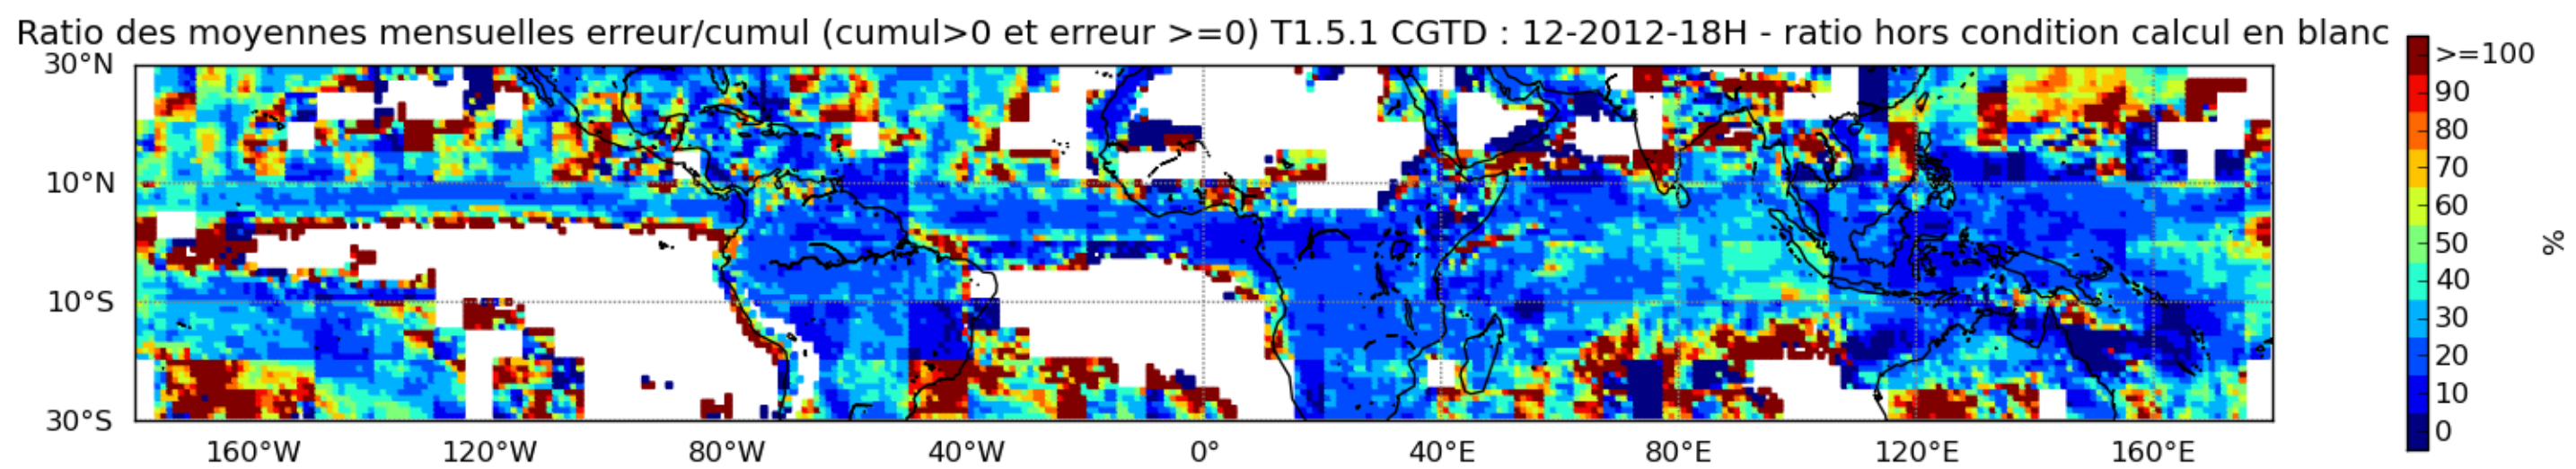 Ratio des moyennes mensuelles erreur/cumul (cumul>0 et erreur >=0) T1.5.1 CGTD : 12-2012-18H - ratio hors condition calcul en blanc
30°N
10°N
10°S
30°S
160°W 120°W 80°W 40°W 0° 40°E 80°E 120°E 160°E
>=100
90
80
70
60
50
40
30
20
10
0
%